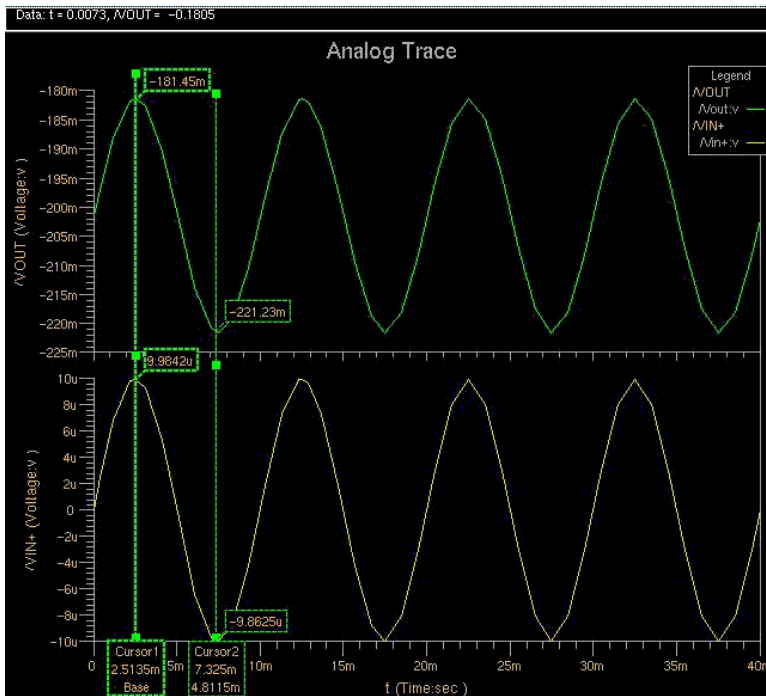 Data: t = 0.0073, /VOUT = -0.1805
Analog Trace
Legend
/VOUT
/Vout:v
/VIN+
/Vin+:v
-181.45m
-180m
-185m
-190m
-195m
-200m
-205m
-210m
-215m
-220m
-225m
/VOUT (Voltage:v)
-221.23m
9.9842u
10u
8u
6u
4u
2u
0
-2u
-4u
-6u
-8u
-10u
/VIN+ (Voltage:v)
-9.8625u
0
5m
10m
15m
20m
25m
30m
35m
40m
t (Time:sec )
Cursor1
2.5135m
Base
Cursor2
7.325m
4.8115m